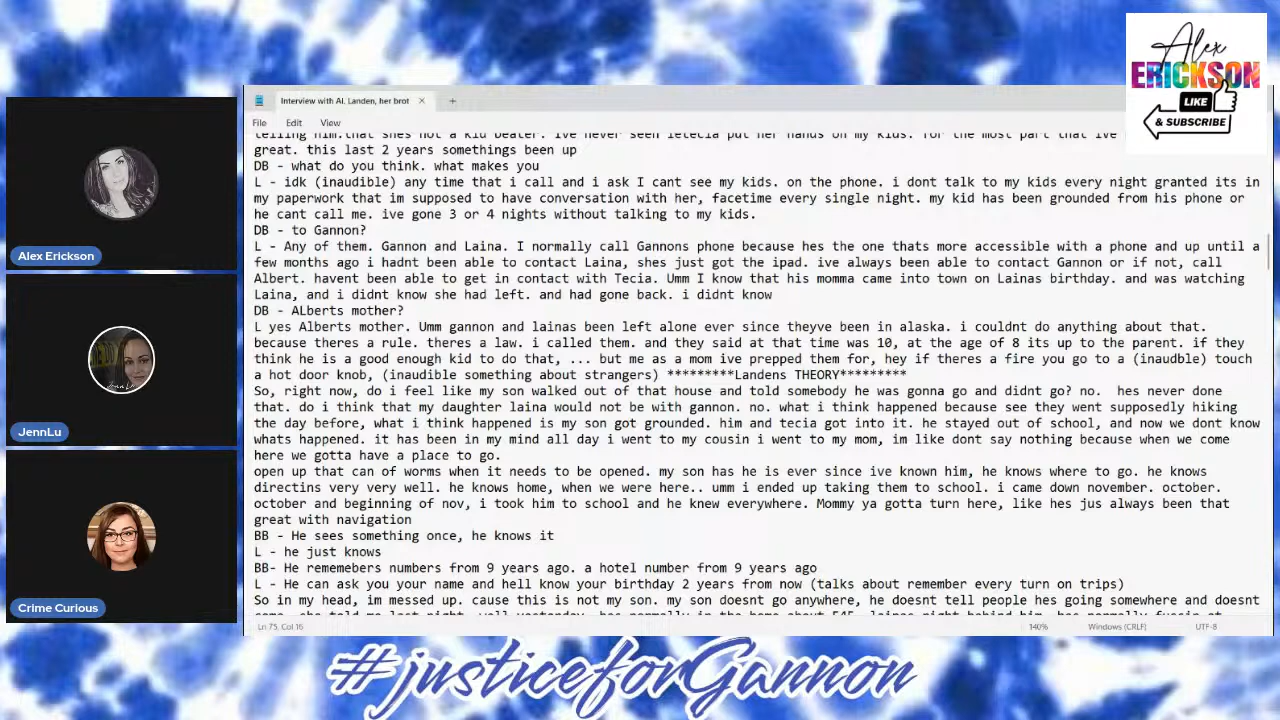 Alex
ERICKSON
LIKE
& SUBSCRIBE
Alex Erickson
JennLu
Crime Curious
Interview with Al, Landen, her brot
File Edit View
telling him.that shes not a kid beater. ive never seen letecia put her hands on my kids. for the most part that ive
great. this last 2 years somethings been up
DB - what do you think. what makes you
L - idk (inaudible) any time that i call and i ask I cant see my kids. on the phone. i dont talk to my kids every night granted its in
my paperwork that im supposed to have conversation with her, facetime every single night. my kid has been grounded from his phone or
he cant call me. ive gone 3 or 4 nights without talking to my kids.
DB - to Gannon?
L - Any of them. Gannon and Laina. I normally call Gannons phone because hes the one thats more accessible with a phone and up until a
few months ago i hadnt been able to contact Laina, shes just got the ipad. ive always been able to contact Gannon or if not, call
Albert. havent been able to get in contact with Tecia. Umm I know that his momma came into town on Lainas birthday. and was watching
Laina, and i didnt know she had left. and had gone back. i didnt know
DB - ALberts mother?
L yes Alberts mother. Umm gannon and lainas been left alone ever since theyve been in alaska. i couldnt do anything about that.
because theres a rule. theres a law. i called them. and they said at that time was 10, at the age of 8 its up to the parent. if they
think he is a good enough kid to do that, ... but me as a mom ive prepped them for, hey if theres a fire you go to a (inaudble) touch
a hot door knob, (inaudible something about strangers) *********Landens THEORY*********
So, right now, do i feel like my son walked out of that house and told somebody he was gonna go and didnt go? no.  hes never done
that. do i think that my daughter laina would not be with gannon. no. what i think happened because see they went supposedly hiking
the day before, what i think happened is my son got grounded. him and tecia got into it. he stayed out of school, and now we dont know
whats happened. it has been in my mind all day i went to my cousin i went to my mom, im like dont say nothing because when we come
here we gotta have a place to go.
open up that can of worms when it needs to be opened. my son has he is ever since ive known him, he knows where to go. he knows
directins very very well. he knows home, when we were here.. umm i ended up taking them to school. i came down november. october.
october and beginning of nov, i took him to school and he knew everywhere. Mommy ya gotta turn here, like hes jus always been that
great with navigation
BB - He sees something once, he knows it
L - he just knows
BB- He rememebers numbers from 9 years ago. a hotel number from 9 years ago
L - He can ask you your name and hell know your birthday 2 years from now (talks about remember every turn on trips)
So in my head, im messed up. cause this is not my son. my son doesnt go anywhere, he doesnt tell people hes going somewhere and doesnt
Ln 75, Col 16 140% Windows (CRLF) UTF-8
#justiceforGannon